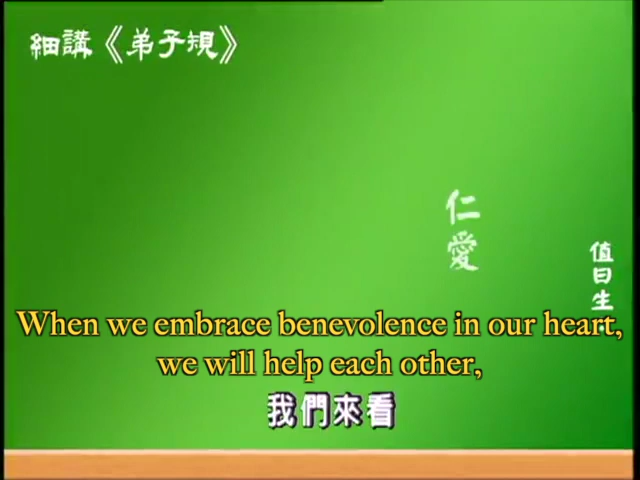 細講《弟子規》
仁愛
值日生
When we embrace benevolence in our heart,
we will help each other,
我們來看